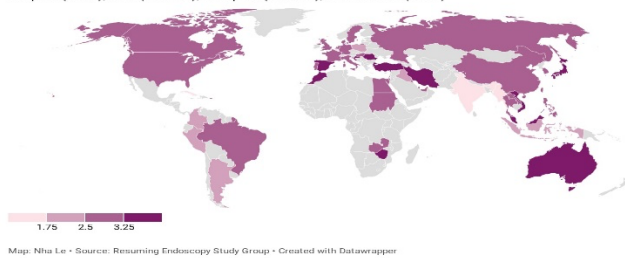 1.75 2.5 3.25
Map: Nha Le • Source: Resuming Endoscopy Study Group • Created with Datawrapper